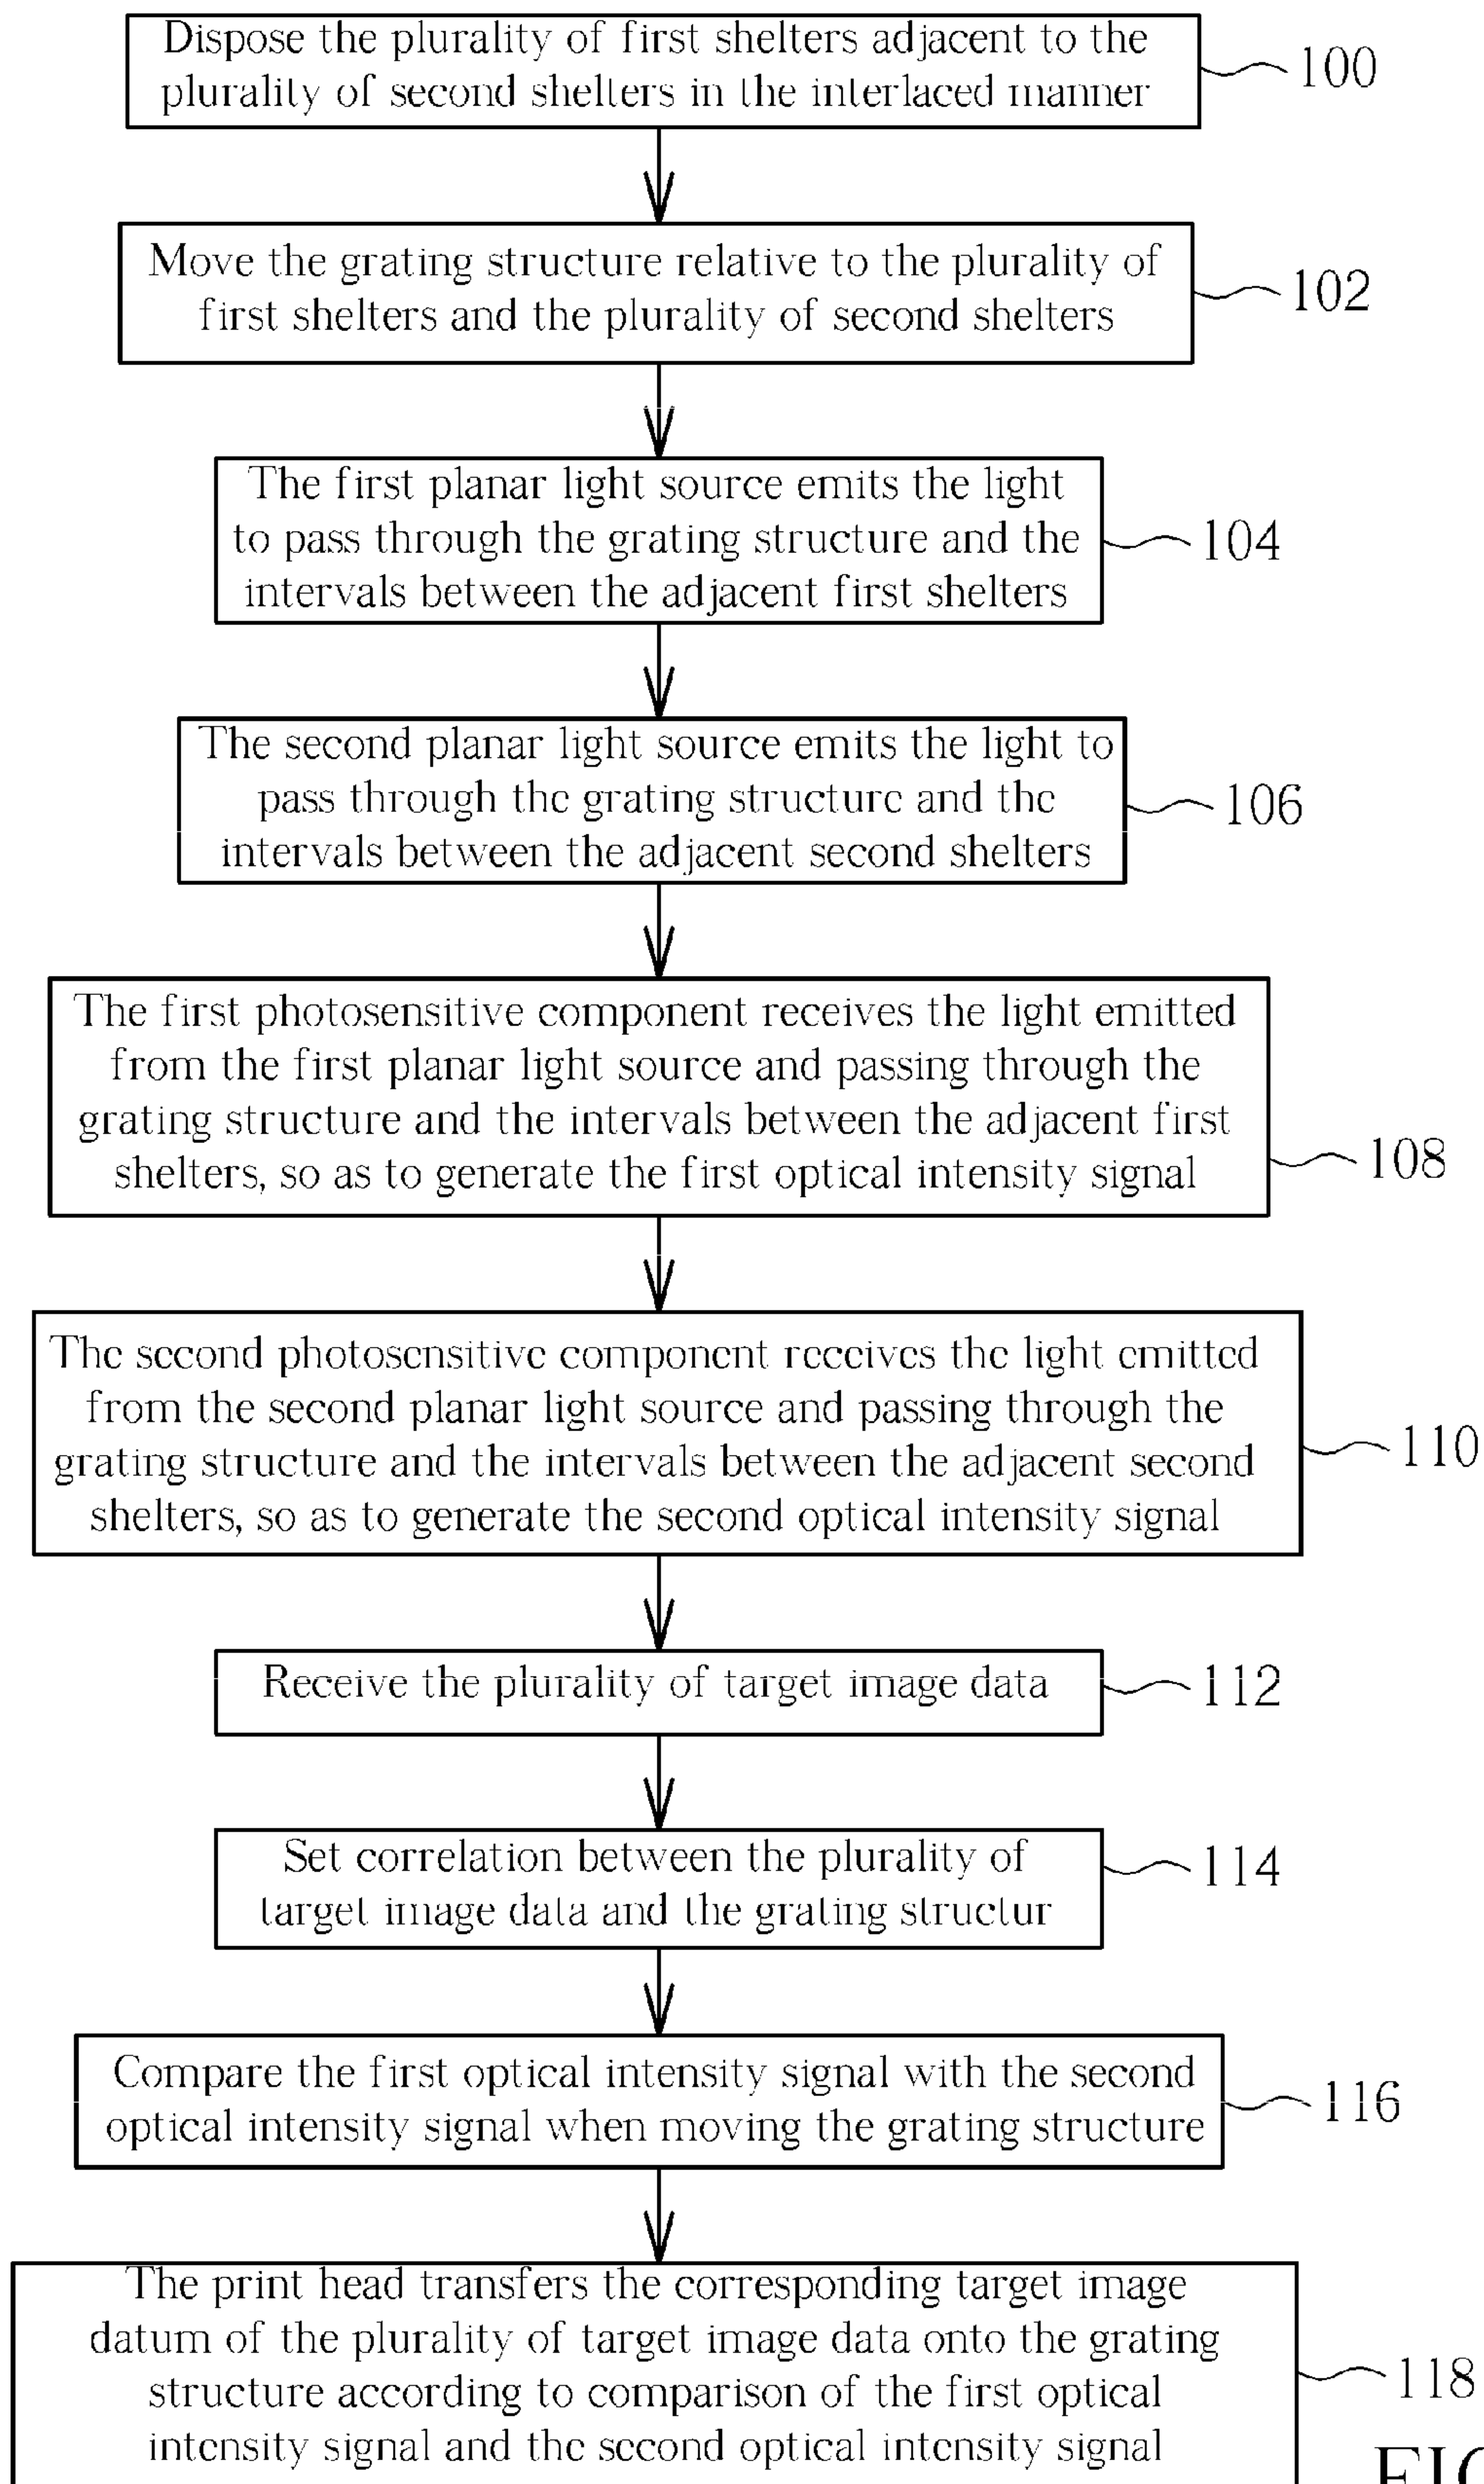 Dispose the plurality of first shelters adjacent to the
plurality of second shelters in the interlaced manner
100
Move the grating structure relative to the plurality of
first shelters and the plurality of second shelters
102
The first planar light source emits the light
to pass through the grating structure and the
intervals between the adjacent first shelters
104
The second planar light source emits the light to
pass through the grating structure and the
intervals between the adjacent second shelters
106
The first photosensitive component receives the light emitted
from the first planar light source and passing through the
grating structure and the intervals between the adjacent first
shelters, so as to generate the first optical intensity signal
108
The second photosensitive component receives the light emitted
from the second planar light source and passing through the
grating structure and the intervals between the adjacent second
shelters, so as to generate the second optical intensity signal
110
Receive the plurality of target image data
112
Set correlation between the plurality of
target image data and the grating structur
114
Compare the first optical intensity signal with the second
optical intensity signal when moving the grating structure
116
The print head transfers the corresponding target image
datum of the plurality of target image data onto the grating
structure according to comparison of the first optical
intensity signal and the second optical intensity signal
118